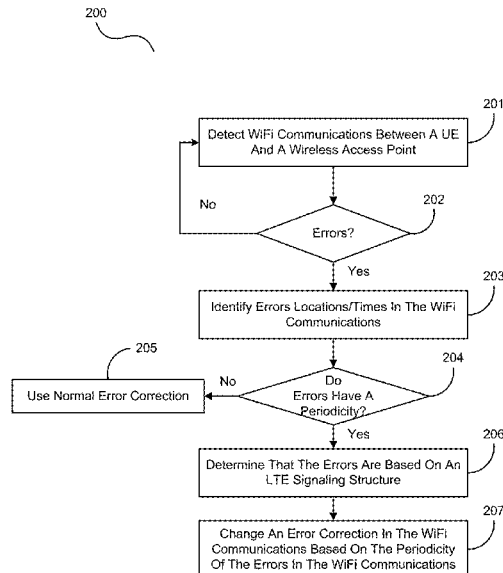 200
201
Detect WiFi Communications Between A UE
And A Wireless Access Point
No
202
Errors?
Yes
203
Identify Errors Locations/Times In The WiFi
Communications
205
204
No
Do
Errors Have A
Periodicity?
Use Normal Error Correction
Yes
206
Determine That The Errors Are Based On An
LTE Signaling Structure
207
Change An Error Correction In The WiFi
Communications Based On The Periodicity
Of The Errors In The WiFi Communications